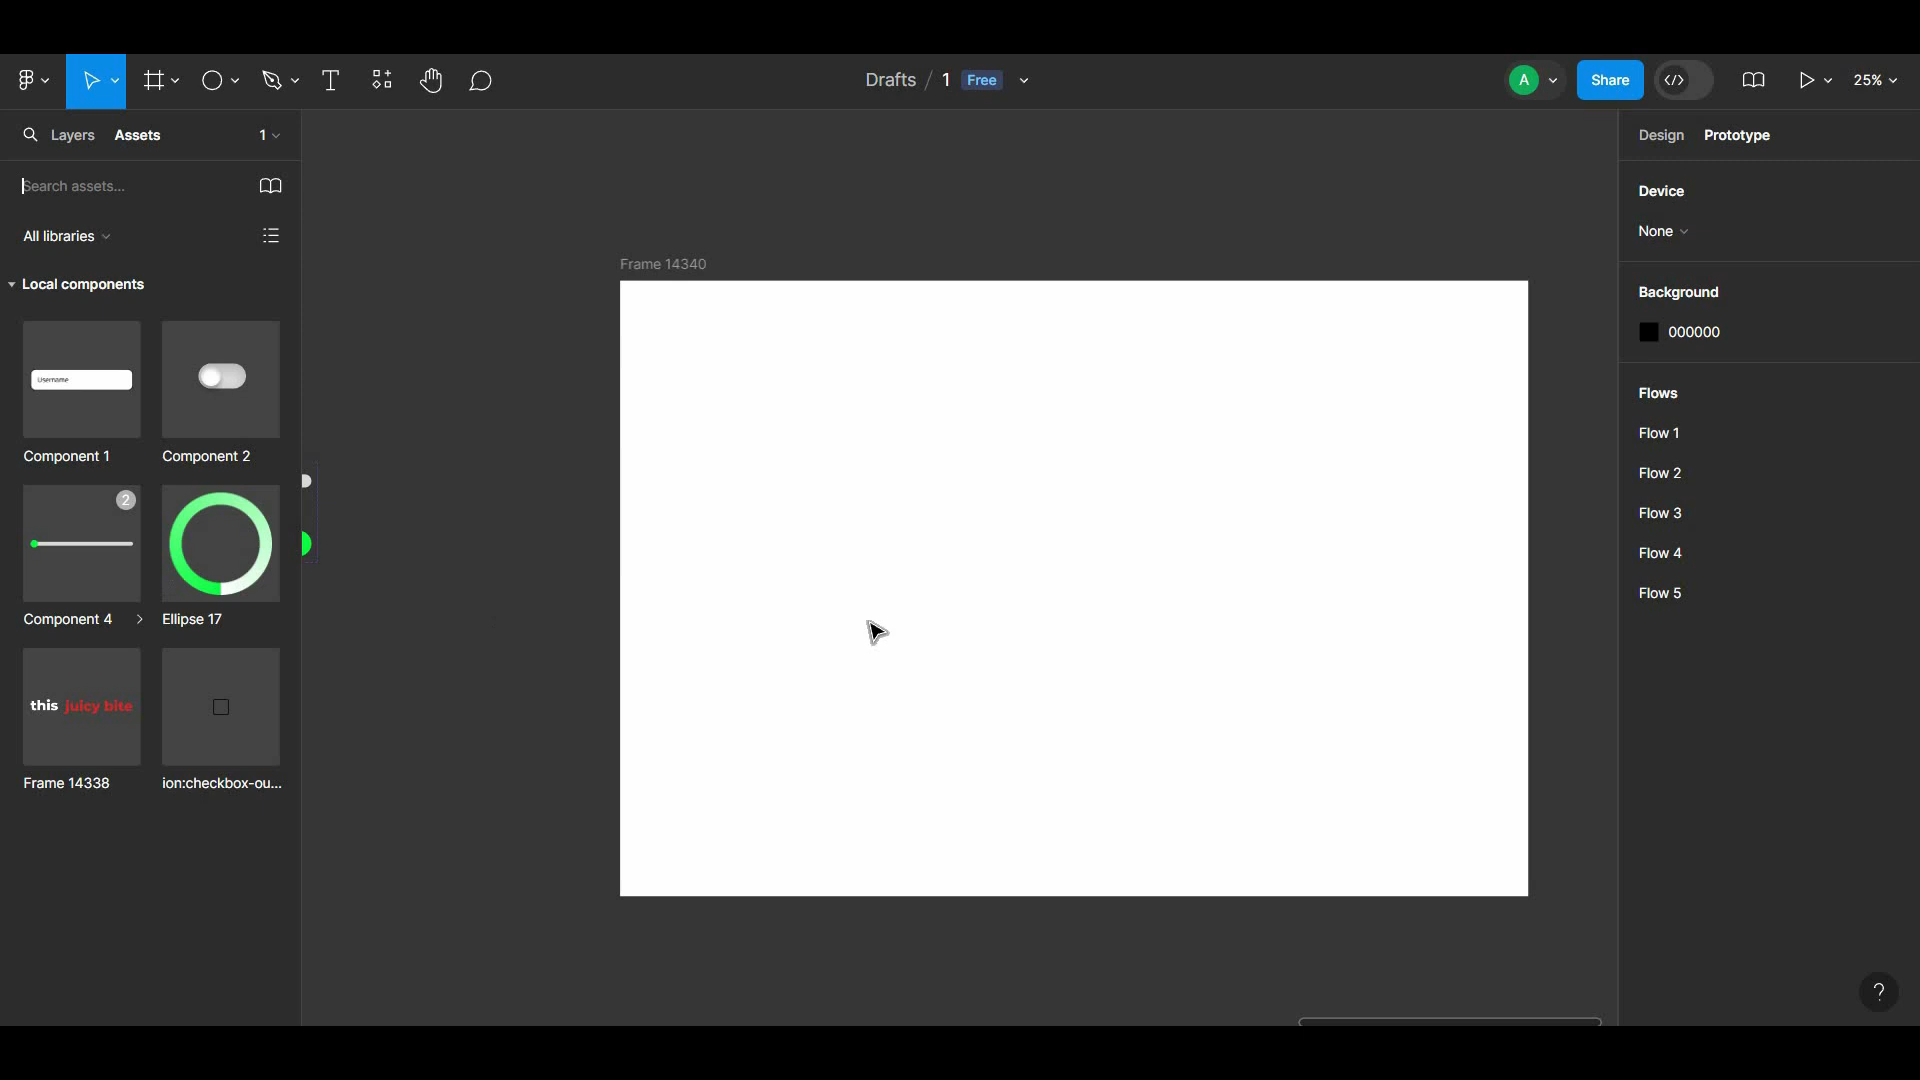 Drafts / 1 Free
A
Share
25%
Layers Assets 1
Search assets...
All libraries
Local components
Username
Component 1
Component 2
2
Component 4
Ellipse 17
this juicy bite
Frame 14338
ion:checkbox-ou...
Frame 14340
Design Prototype
Device
None
Background
000000
Flows
Flow 1
Flow 2
Flow 3
Flow 4
Flow 5
?